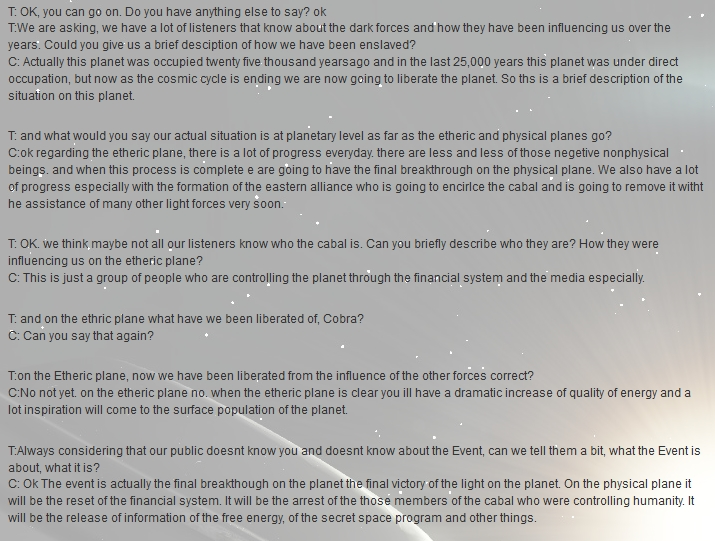 T: OK, you can go on. Do you have anything else to say? ok
T:We are asking, we have a lot of listeners that know about the dark forces and how they have been influencing us over the
years. Could you give us a brief desciption of how we have been enslaved?
C: Actually this planet was occupied twenty five thousand yearsago and in the last 25,000 years this planet was under direct
occupation, but now as the cosmic cycle is ending we are now going to liberate the planet. So ths is a brief description of the
situation on this planet.
T: and what would you say our actual situation is at planetary level as far as the etheric and physical planes go?
C:ok regarding the etheric plane, there is a lot of progress everyday. there are less and less of those negetive nonphysical
beings. and when this process is complete e are going to have the final breakthrough on the physical plane. We also have a lot
of progress especially with the formation of the eastern alliance who is going to encirlce the cabal and is going to remove it witht
he assistance of many other light forces very soon.
T: OK. we think maybe not all our listeners know who the cabal is. Can you briefly describe who they are? How they were
influencing us on the etheric plane?
C: This is just a group of people who are controlling the planet through the financial system and the media especially.
T: and on the ethric plane what have we been liberated of, Cobra?
C: Can you say that again?
T:on the Etheric plane, now we have been liberated from the influence of the other forces correct?
C:No not yet. on the etheric plane no. when the etheric plane is clear you ill have a dramatic increase of quality of energy and a
lot inspiration will come to the surface population of the planet.
T:Always considering that our public doesnt know you and doesnt know about the Event, can we tell them a bit, what the Event is
about, what it is?
C: Ok The event is actually the final breakthough on the planet the final victory of the light on the planet. On the physical plane it
will be the reset of the financial system. It will be the arrest of the those members of the cabal who were controlling humanity. It
will be the release of information of the free energy, of the secret space program and other things.